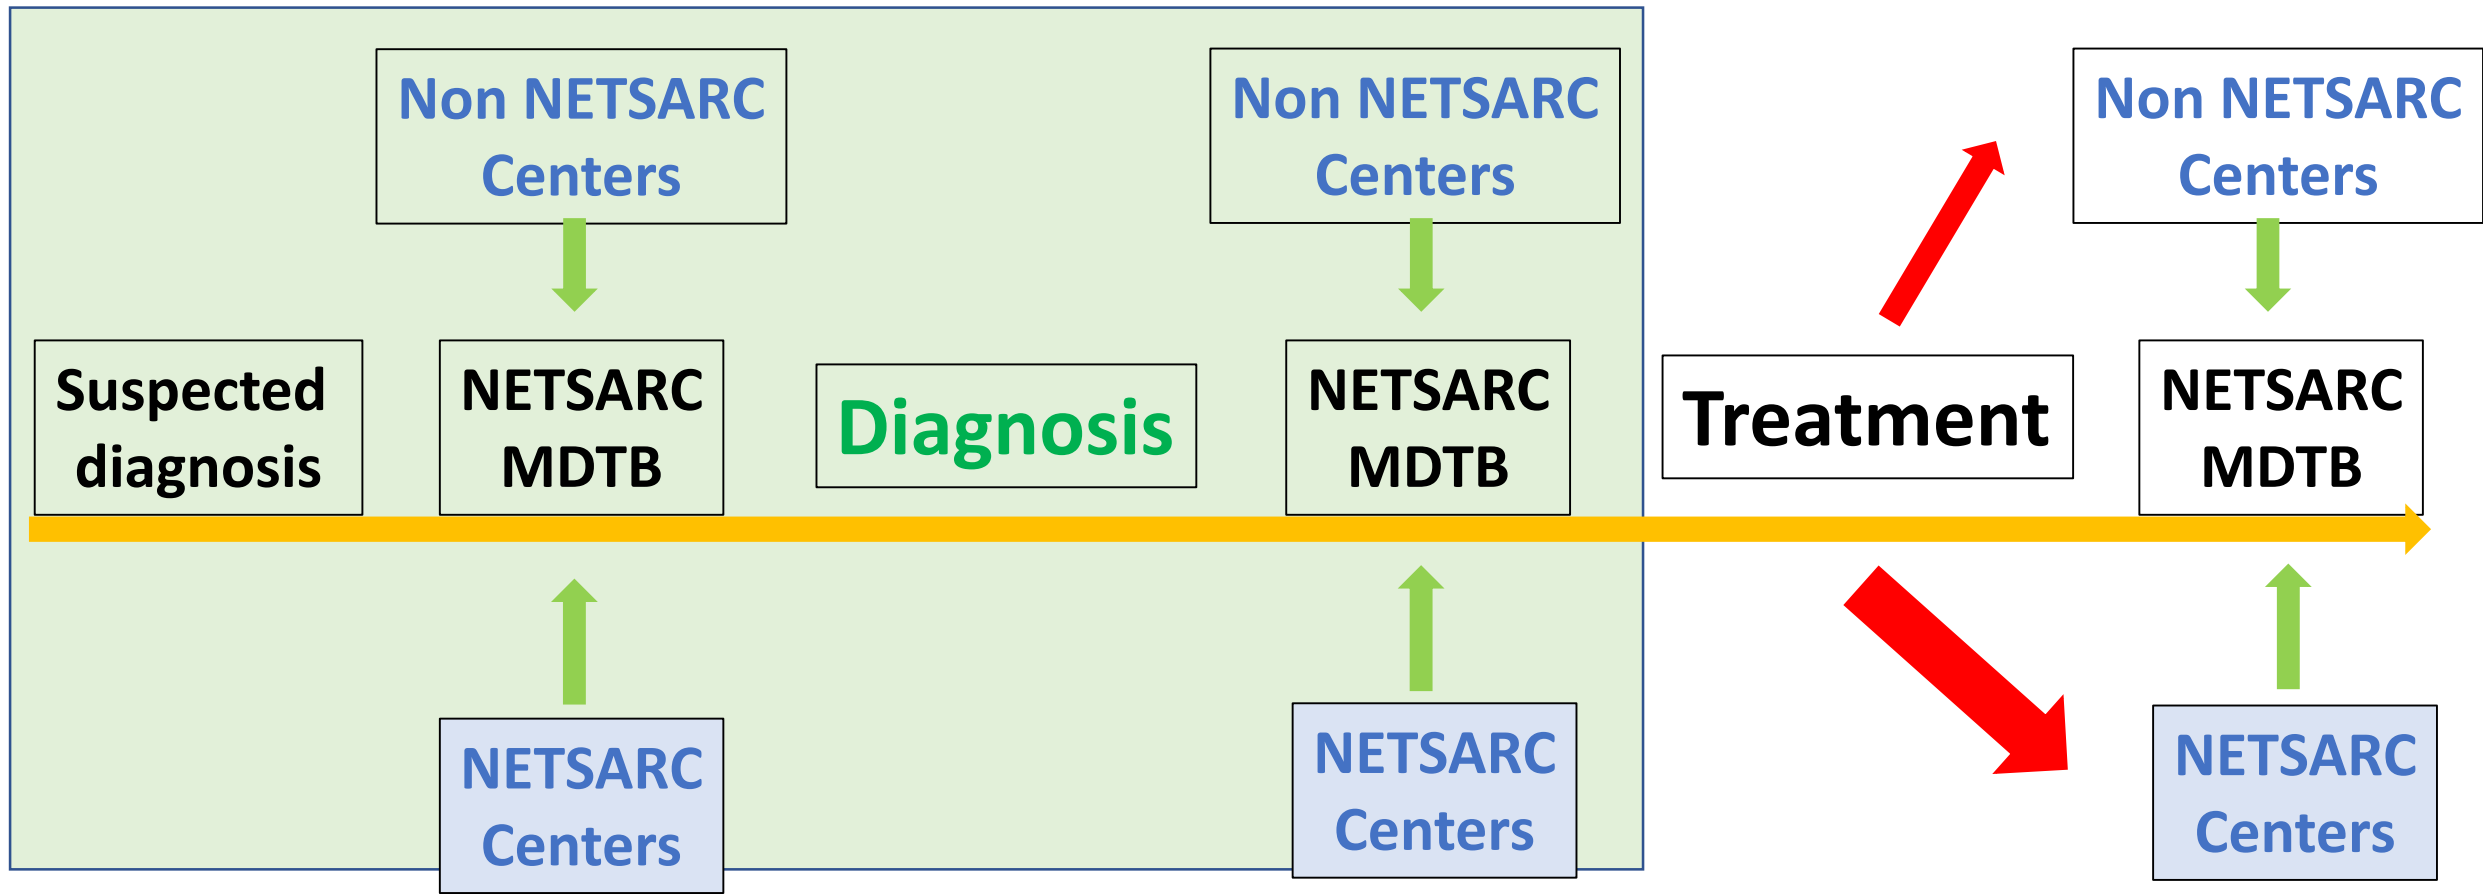 Non NETSARC
Centers
Non NETSARC
Centers
Non NETSARC
Centers
Suspected
diagnosis
NETSARC
MDTB
Diagnosis
NETSARC
MDTB
Treatment
NETSARC
MDTB
NETSARC
Centers
NETSARC
Centers
NETSARC
Centers